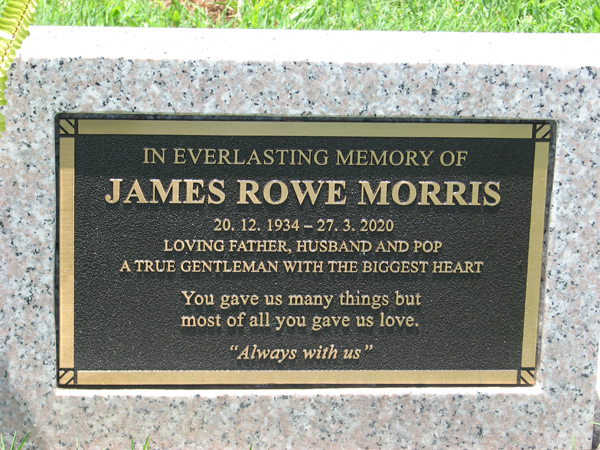 IN EVERLASTING MEMORY OF
JAMES ROWE MORRIS
20. 12. 1934 – 27. 3. 2020
LOVING FATHER, HUSBAND AND POP
A TRUE GENTLEMAN WITH THE BIGGEST HEART
You gave us many things but
most of all you gave us love.
“Always with us”